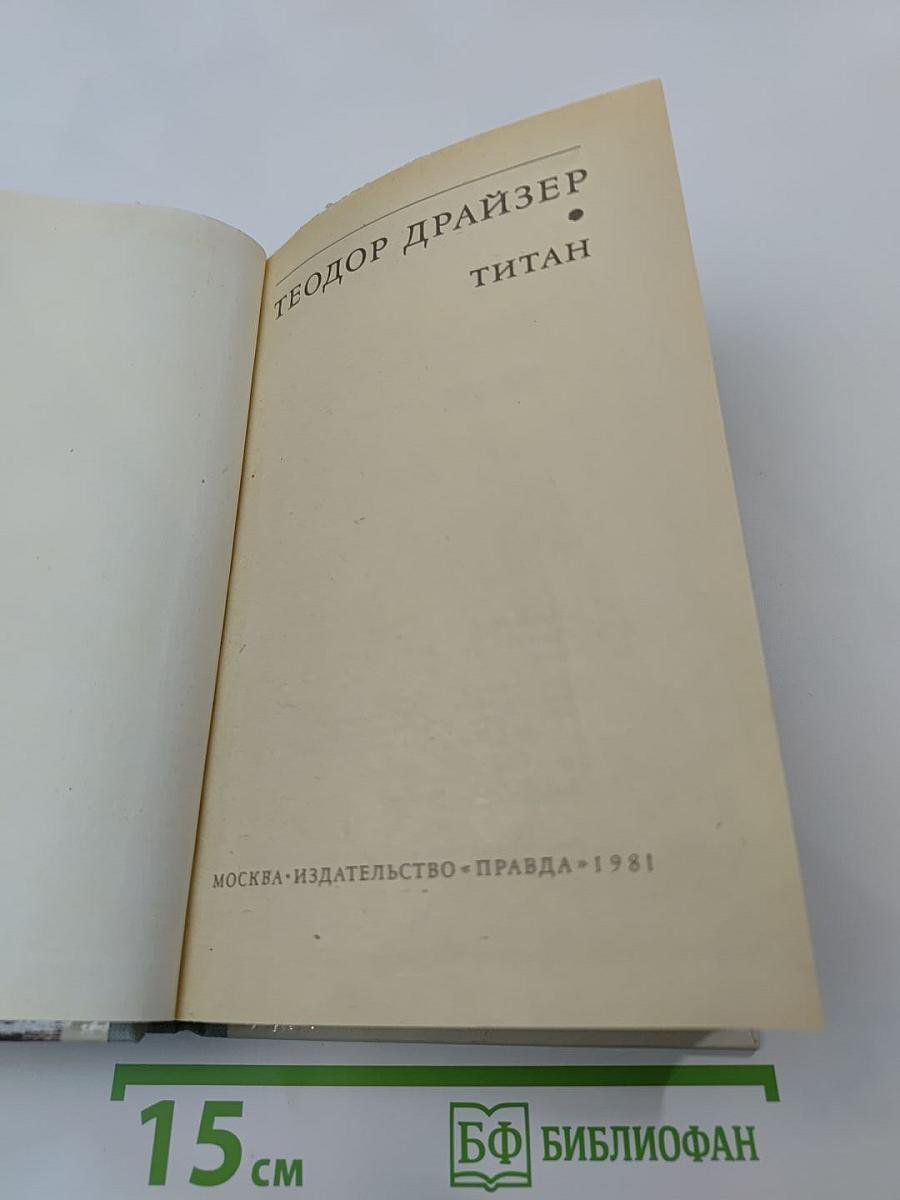 ТЕОДОР ДРАЙЗЕР
•
ТИТАН
МОСКВА•ИЗДАТЕЛЬСТВО «ПРАВДА» 1981
15 см
БФ БИБЛИОФАН